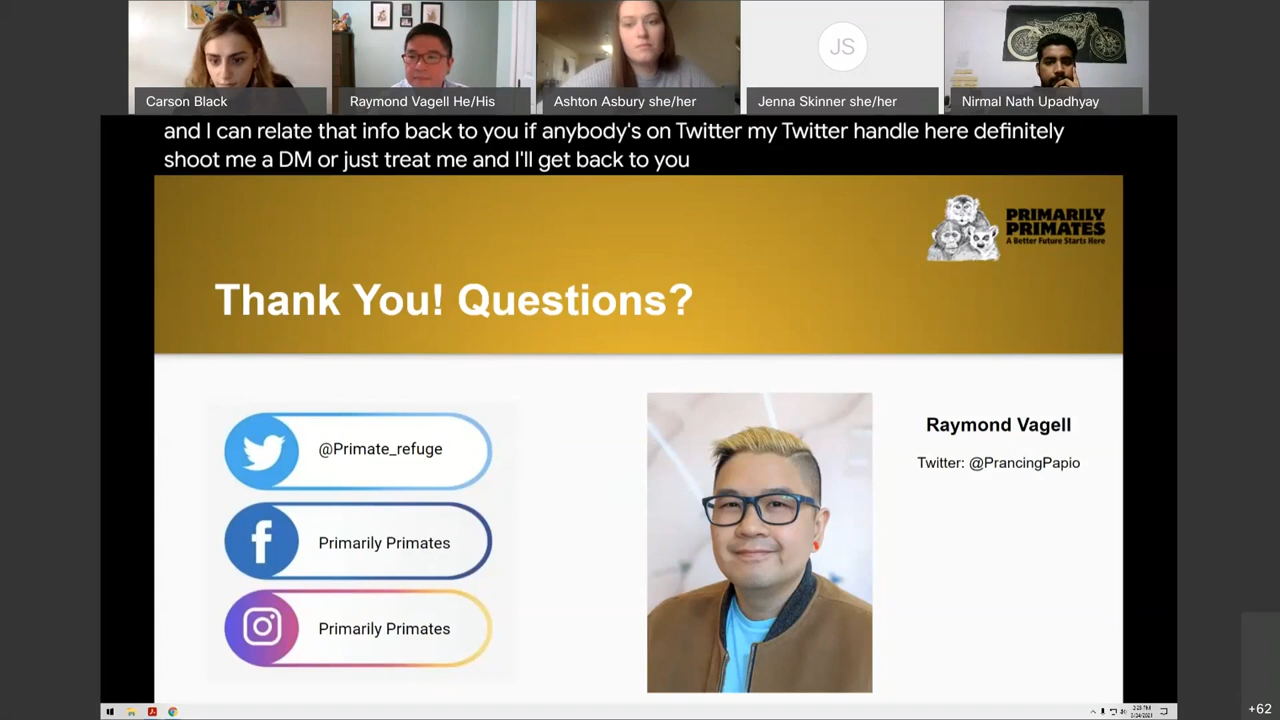 Carson Black
Raymond Vagell He/His
Ashton Asbury she/her
JS
Jenna Skinner she/her
Nirmal Nath Upadhyay
and I can relate that info back to you if anybody's on Twitter my Twitter handle here definitely
shoot me a DM or just treat me and I'll get back to you
PRIMARILY
PRIMATES
A Better Future Starts Here
Thank You! Questions?
@Primate_refuge
Primarily Primates
Primarily Primates
Raymond Vagell
Twitter: @PrancingPapio
+62